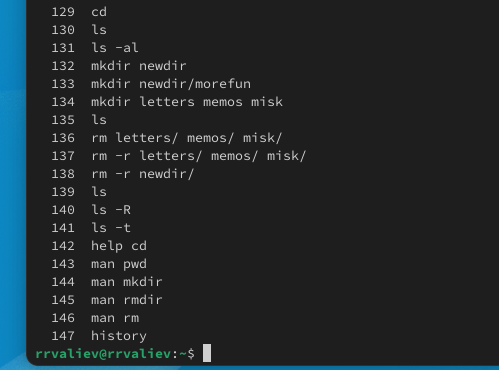 129 cd
130 ls
131 ls -al
132 mkdir newdir
133 mkdir newdir/morefun
134 mkdir letters memos misk
135 ls
136 rm letters/ memos/ misk/
137 rm -r letters/ memos/ misk/
138 rm -r newdir/
139 ls
140 ls -R
141 ls -t
142 help cd
143 man pwd
144 man mkdir
145 man rmdir
146 man rm
147 history
rrvaliev@rrvaliev:~$